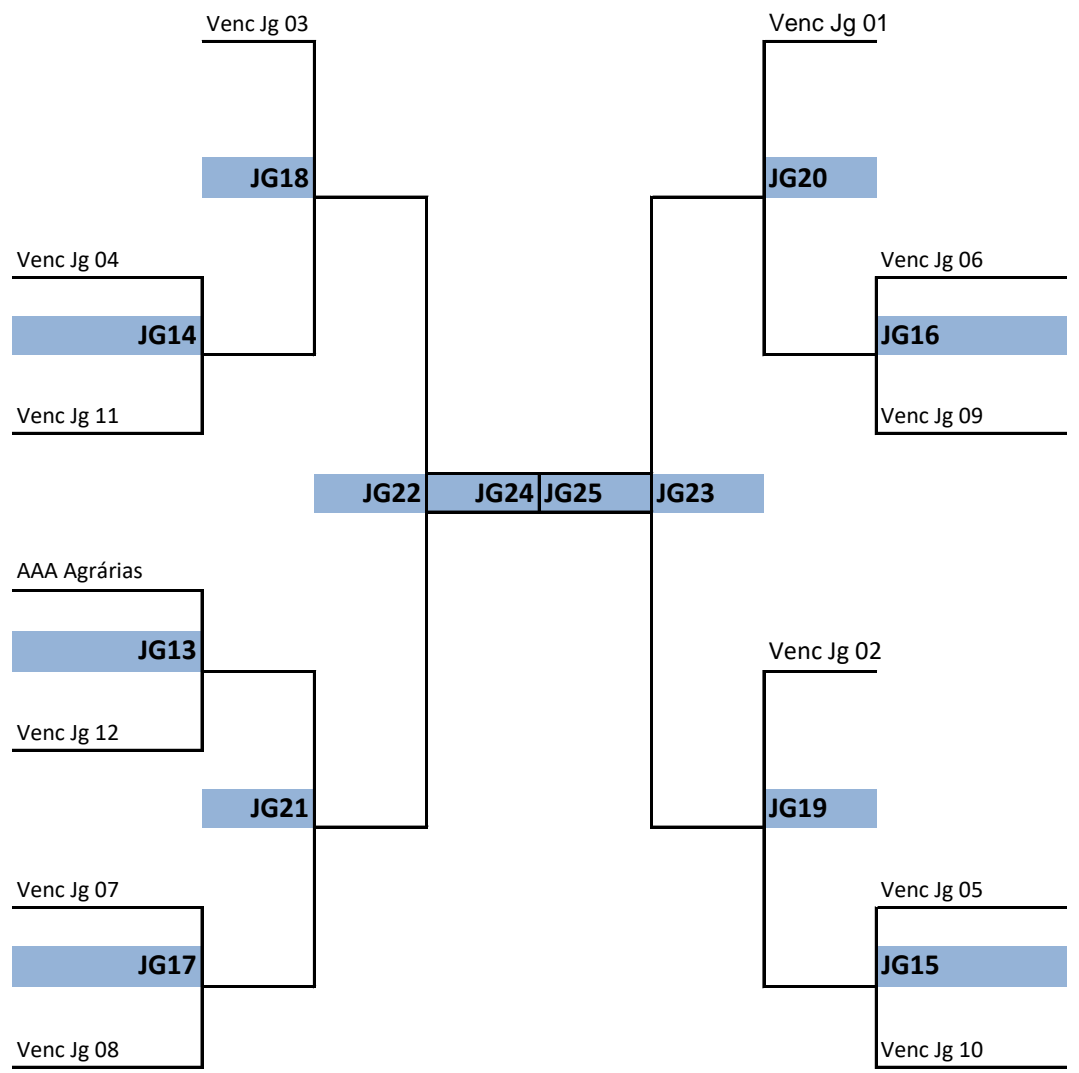 Venc Jg 03
Venc Jg 01
JG18
JG20
Venc Jg 04
Venc Jg 06
JG14
JG16
Venc Jg 11
Venc Jg 09
JG22
JG24
JG25
JG23
AAA Agrárias
JG13
Venc Jg 02
Venc Jg 12
JG21
JG19
Venc Jg 07
Venc Jg 05
JG17
JG15
Venc Jg 08
Venc Jg 10